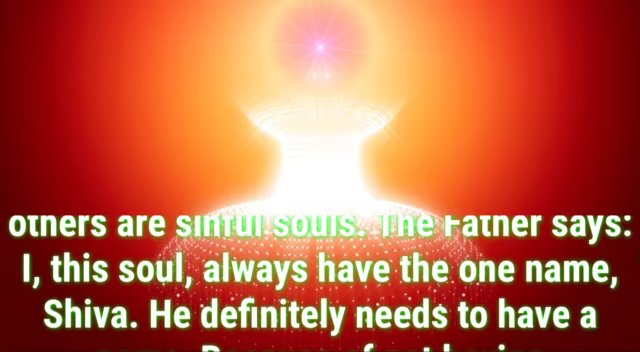 others are sinful souls. The Father says:
I, this soul, always have the one name,
Shiva. He definitely needs to have a